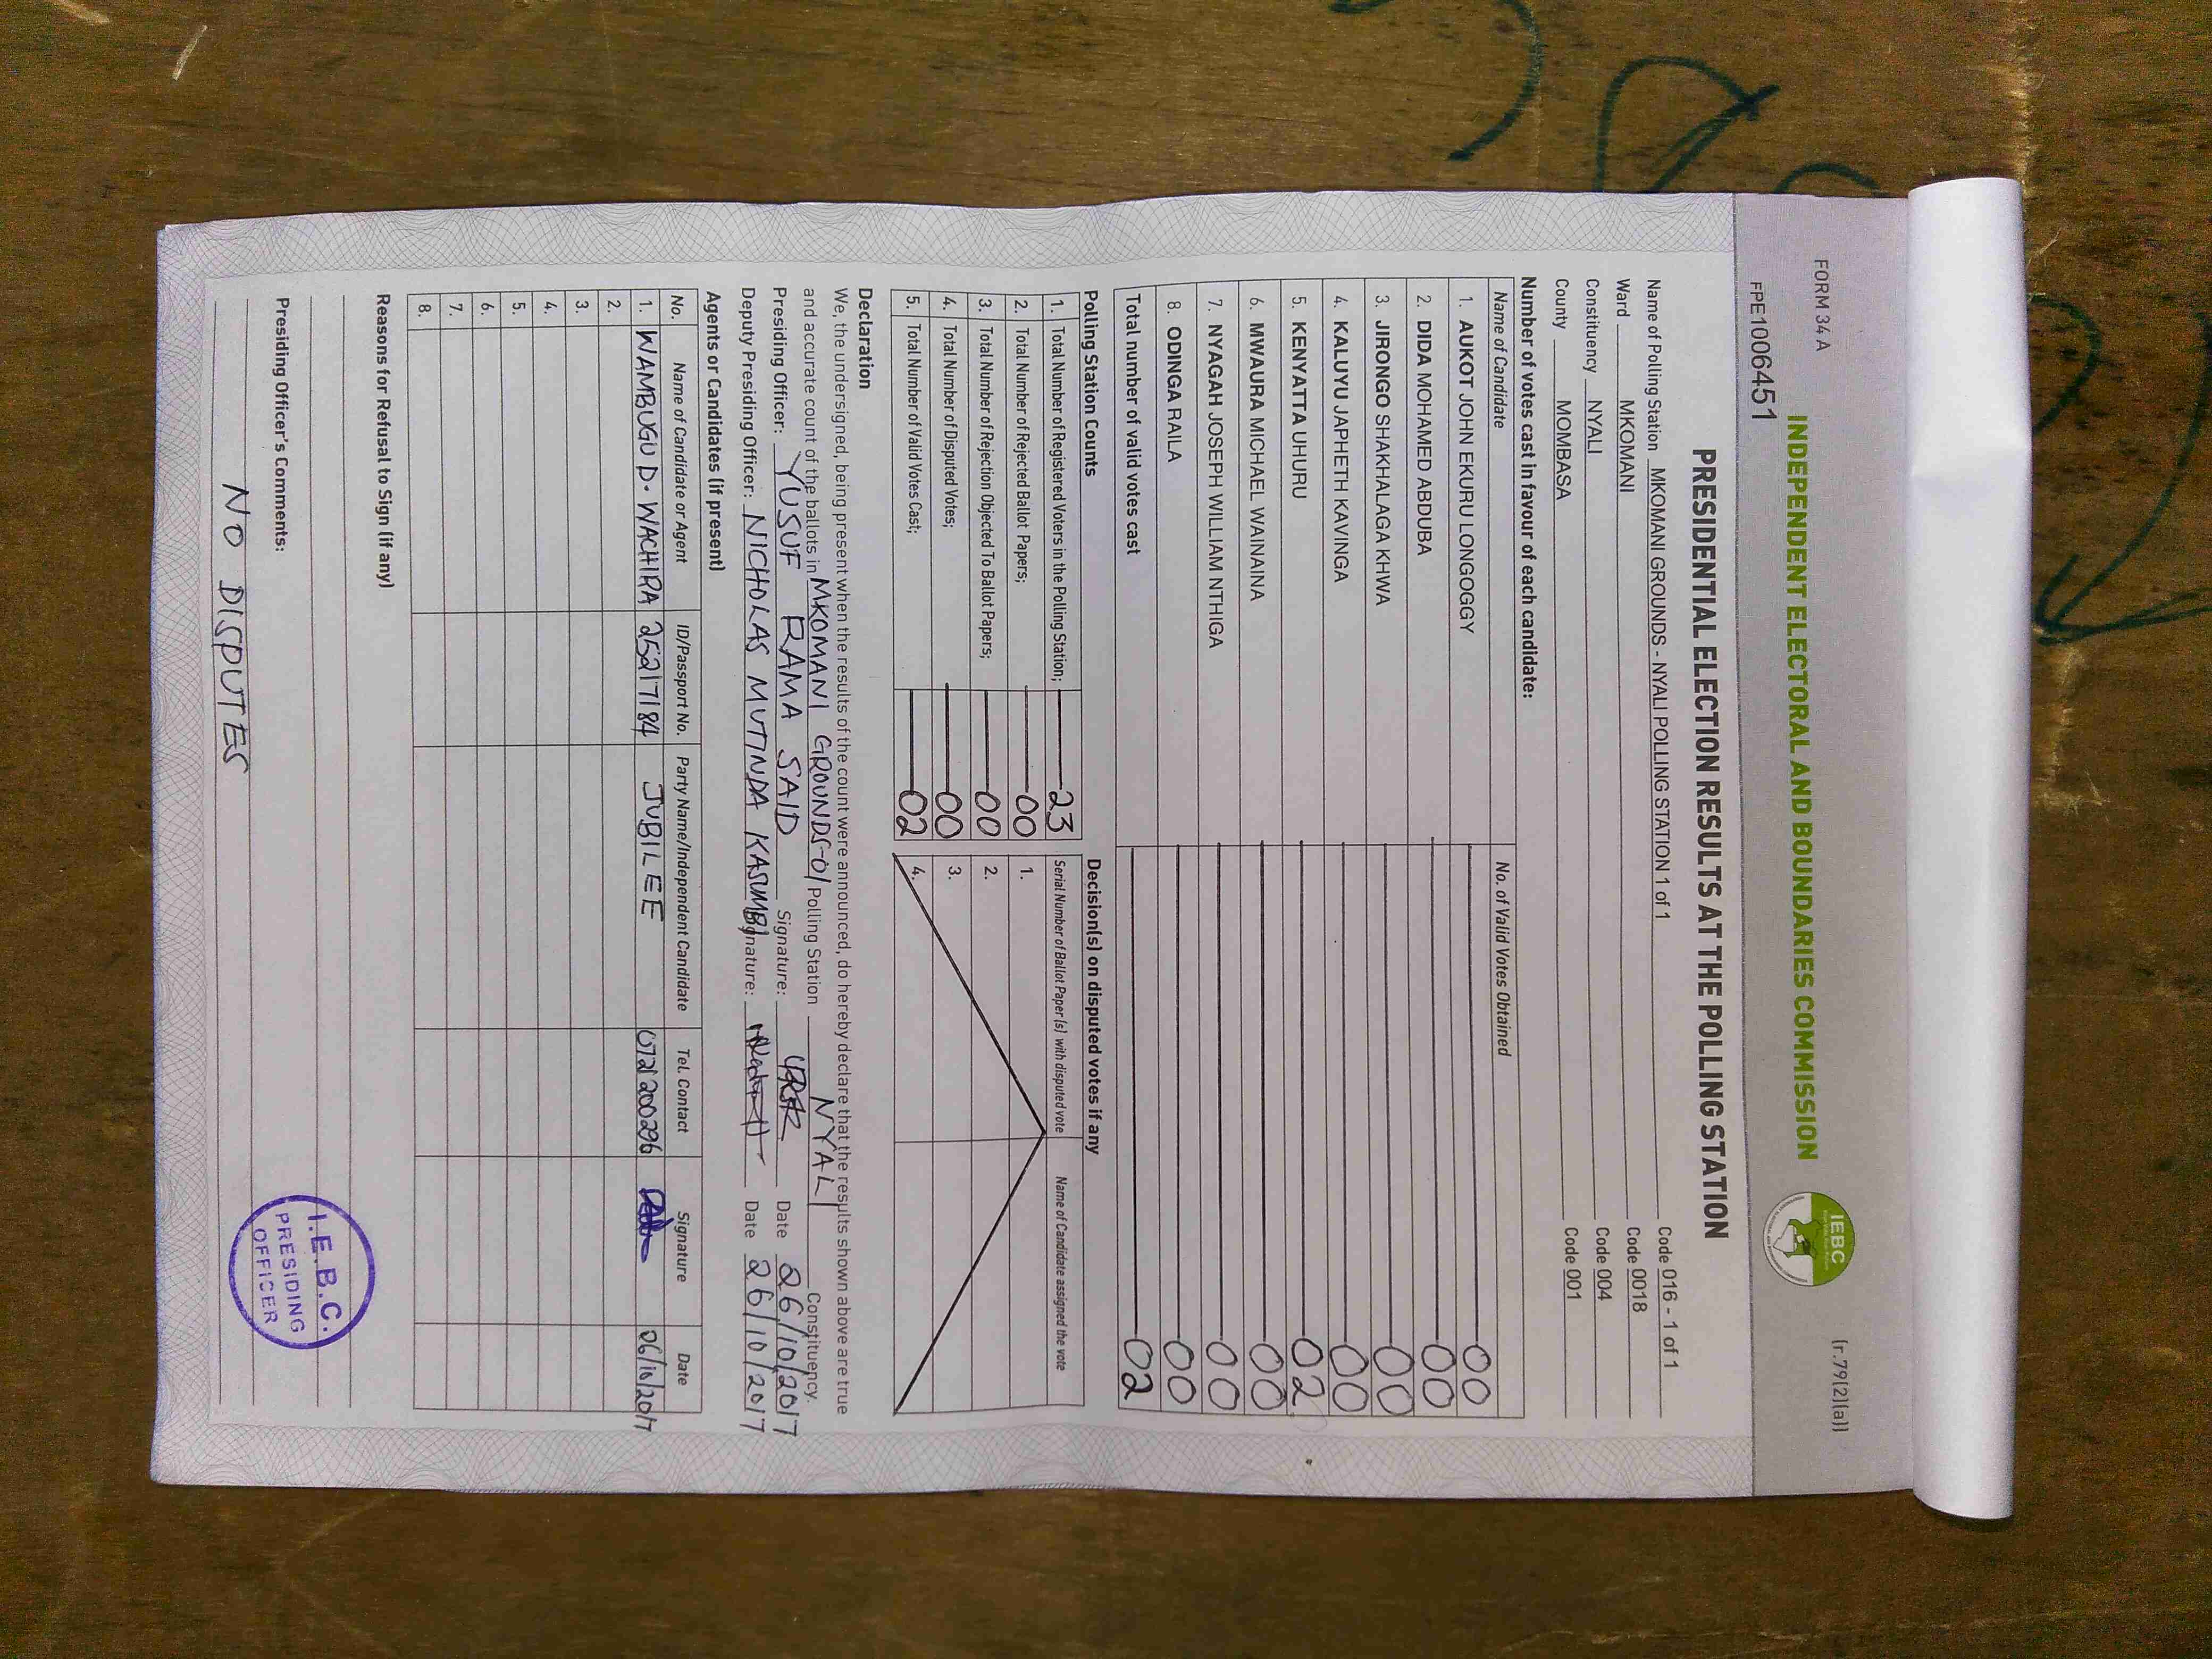 FORM 34 A
(r.79(2)(a))
INDEPENDENT ELECTORAL AND BOUNDARIES COMMISSION
IEBC
FPE1006451
PRESIDENTIAL ELECTION RESULTS AT THE POLLING STATION
Name of Polling Station MKOMANI GROUNDS - NYALI POLLING STATION 1 of 1 Code 016 - 1 of 1
Ward MKOMANI Code 0018
Constituency NYALI Code 004
County MOMBASA Code 001
Number of votes cast in favour of each candidate:
Name of Candidate No. of Valid Votes Obtained
1. AUKOT JOHN EKURU LONGOGGY 00
2. DIDA MOHAMED ABDUBA 00
3. JIRONGO SHAKHALAGA KHWA 00
4. KALUYU JAPHETH KAVINGA 00
5. KENYATTA UHURU 02
6. MWAURA MICHAEL WAINAINA 00
7. NYAGAH JOSEPH WILLIAM NTHIGA 00
8. ODINGA RAILA 00
Total number of valid votes cast 02
Polling Station Counts Decision(s) on disputed votes if any
1. Total Number of Registered Voters in the Polling Station; 23 Serial Number of Ballot Paper (s) with disputed vote Name of Candidate assigned the vote
2. Total Number of Rejected Ballot Papers; 00 1.
3. Total Number of Rejection Objected To Ballot Papers; 00 2.
4. Total Number of Disputed Votes; 00 3.
5. Total Number of Valid Votes Cast; 02 4.
Declaration
We, the undersigned, being present when the results of the count were announced, do hereby declare that the results shown above are true
and accurate count of the ballots in MKOMANI GROUNDS-01 Polling Station NYALI Constituency.
Presiding Officer: YUSUF RAMA SAID Signature: Date 26/10/2017
Deputy Presiding Officer: NICHOLAS MUTINDA KASUMBI Signature: Date 26/10/2017
Agents or Candidates (if present)
No. Name of Candidate or Agent ID/Passport No. Party Name/Independent Candidate Tel. Contact Signature Date
1. WAMBUGU D. WACHIRA 25217184 JUBILEE 0721200296 26/10/2017
2.
3.
4.
5.
6.
7.
8.
Reasons for Refusal to Sign (if any)
Presiding Officer's Comments:
NO DISPUTES
I.E.B.C.
PRESIDING
OFFICER